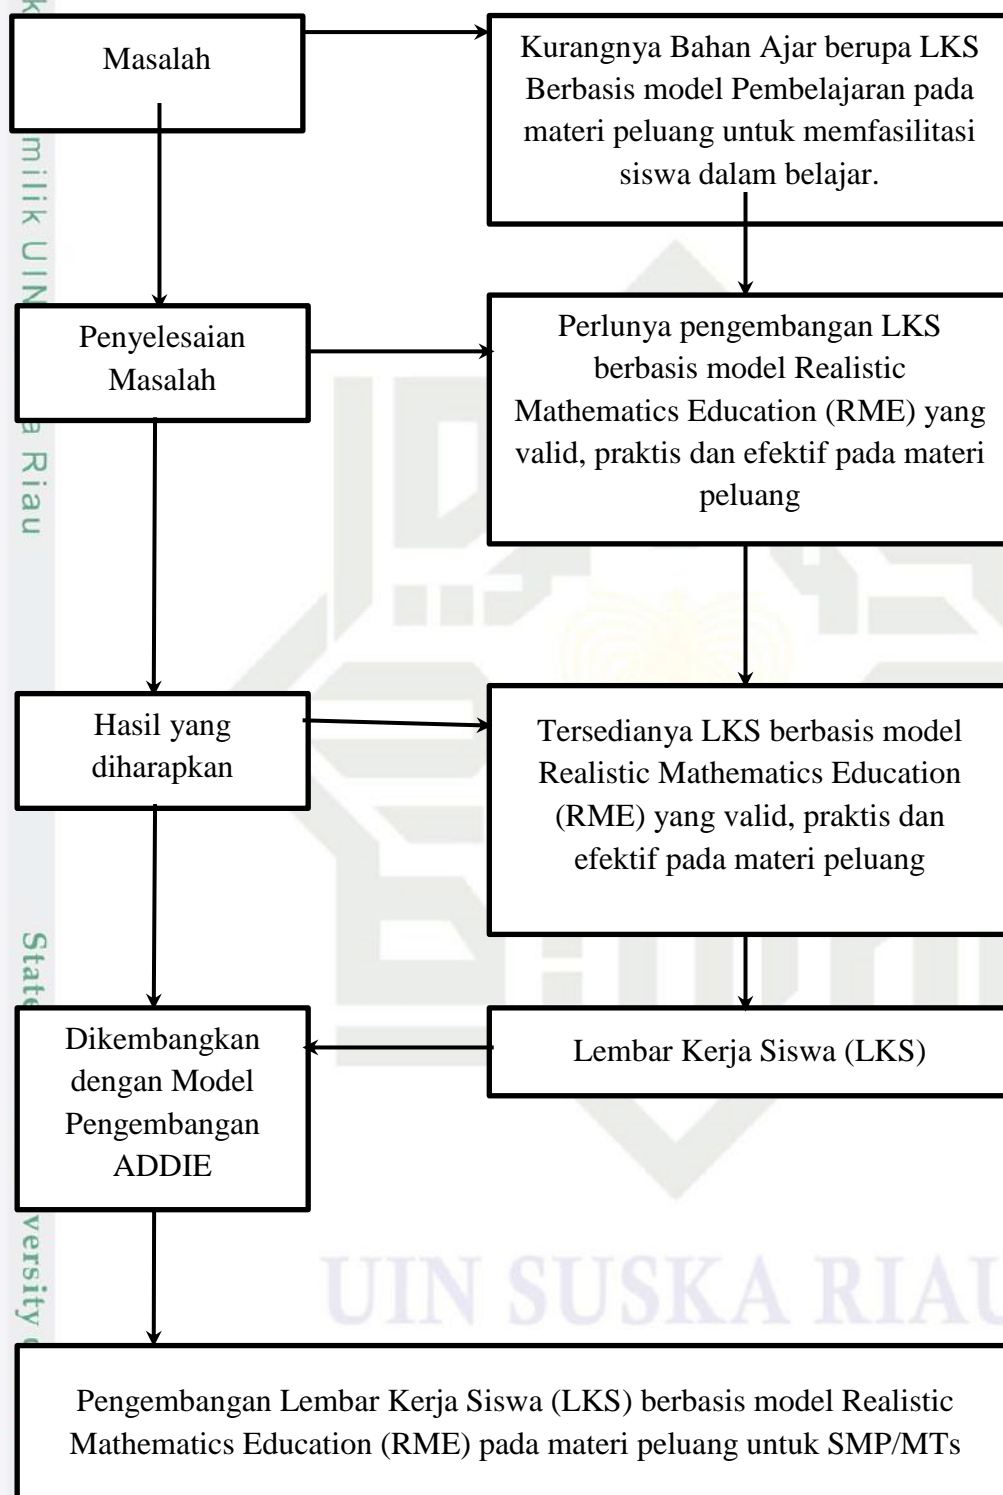 Masalah
Kurangnya Bahan Ajar berupa LKS
Berbasis model Pembelajaran pada
materi peluang untuk memfasilitasi
siswa dalam belajar.
Penyelesaian
Masalah
Perlunya pengembangan LKS
berbasis model Realistic
Mathematics Education (RME) yang
valid, praktis dan efektif pada materi
peluang
Hasil yang
diharapkan
Tersedianya LKS berbasis model
Realistic Mathematics Education
(RME) yang valid, praktis dan
efektif pada materi peluang
Dikembangkan
dengan Model
Pengembangan
ADDIE
Lembar Kerja Siswa (LKS)
Pengembangan Lembar Kerja Siswa (LKS) berbasis model Realistic
Mathematics Education (RME) pada materi peluang untuk SMP/MTs
milik UIN Riau
State
UIN SUSKA RIAU